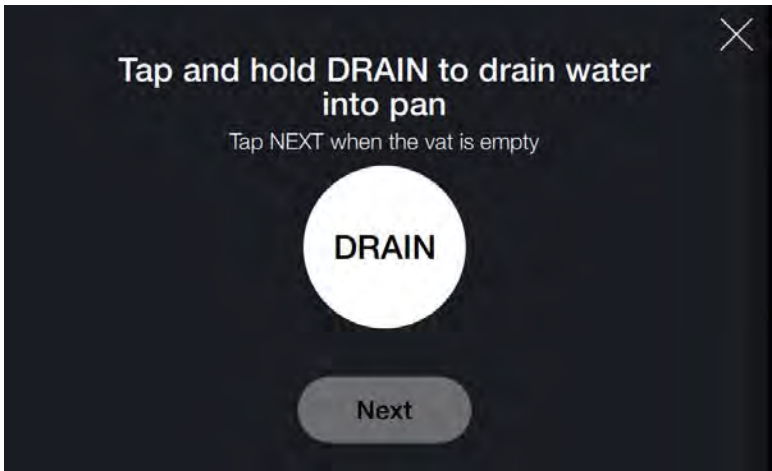 Tap and hold DRAIN to drain water
into pan
Tap NEXT when the vat is empty
DRAIN
Next